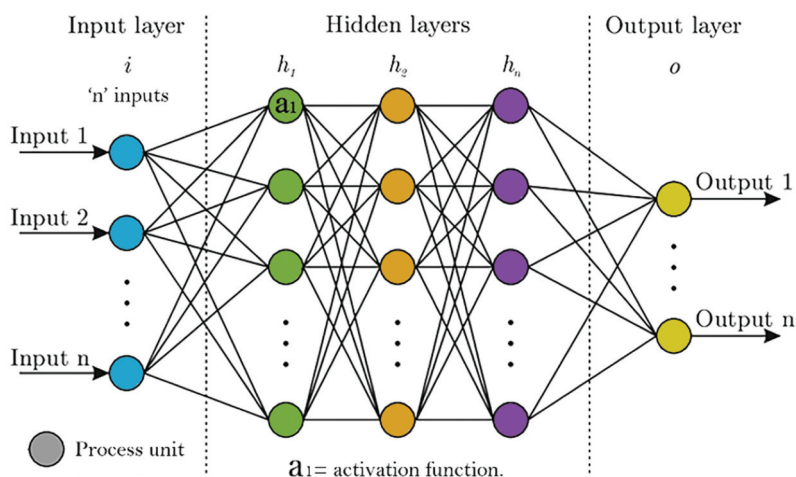 Input layer Hidden layers Output layer
i h1 h2 hn o
'n' inputs
a1
Input 1
Input 2
Input n
Output 1
Output n
Process unit
a1= activation function.